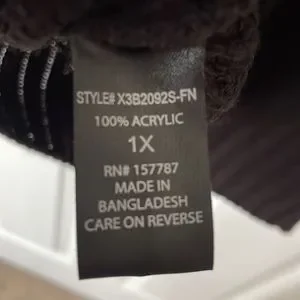 STYLE# X3B2092S-FN
100% ACRYLIC
1X
RN# 157787
MADE IN
BANGLADESH
CARE ON REVERSE